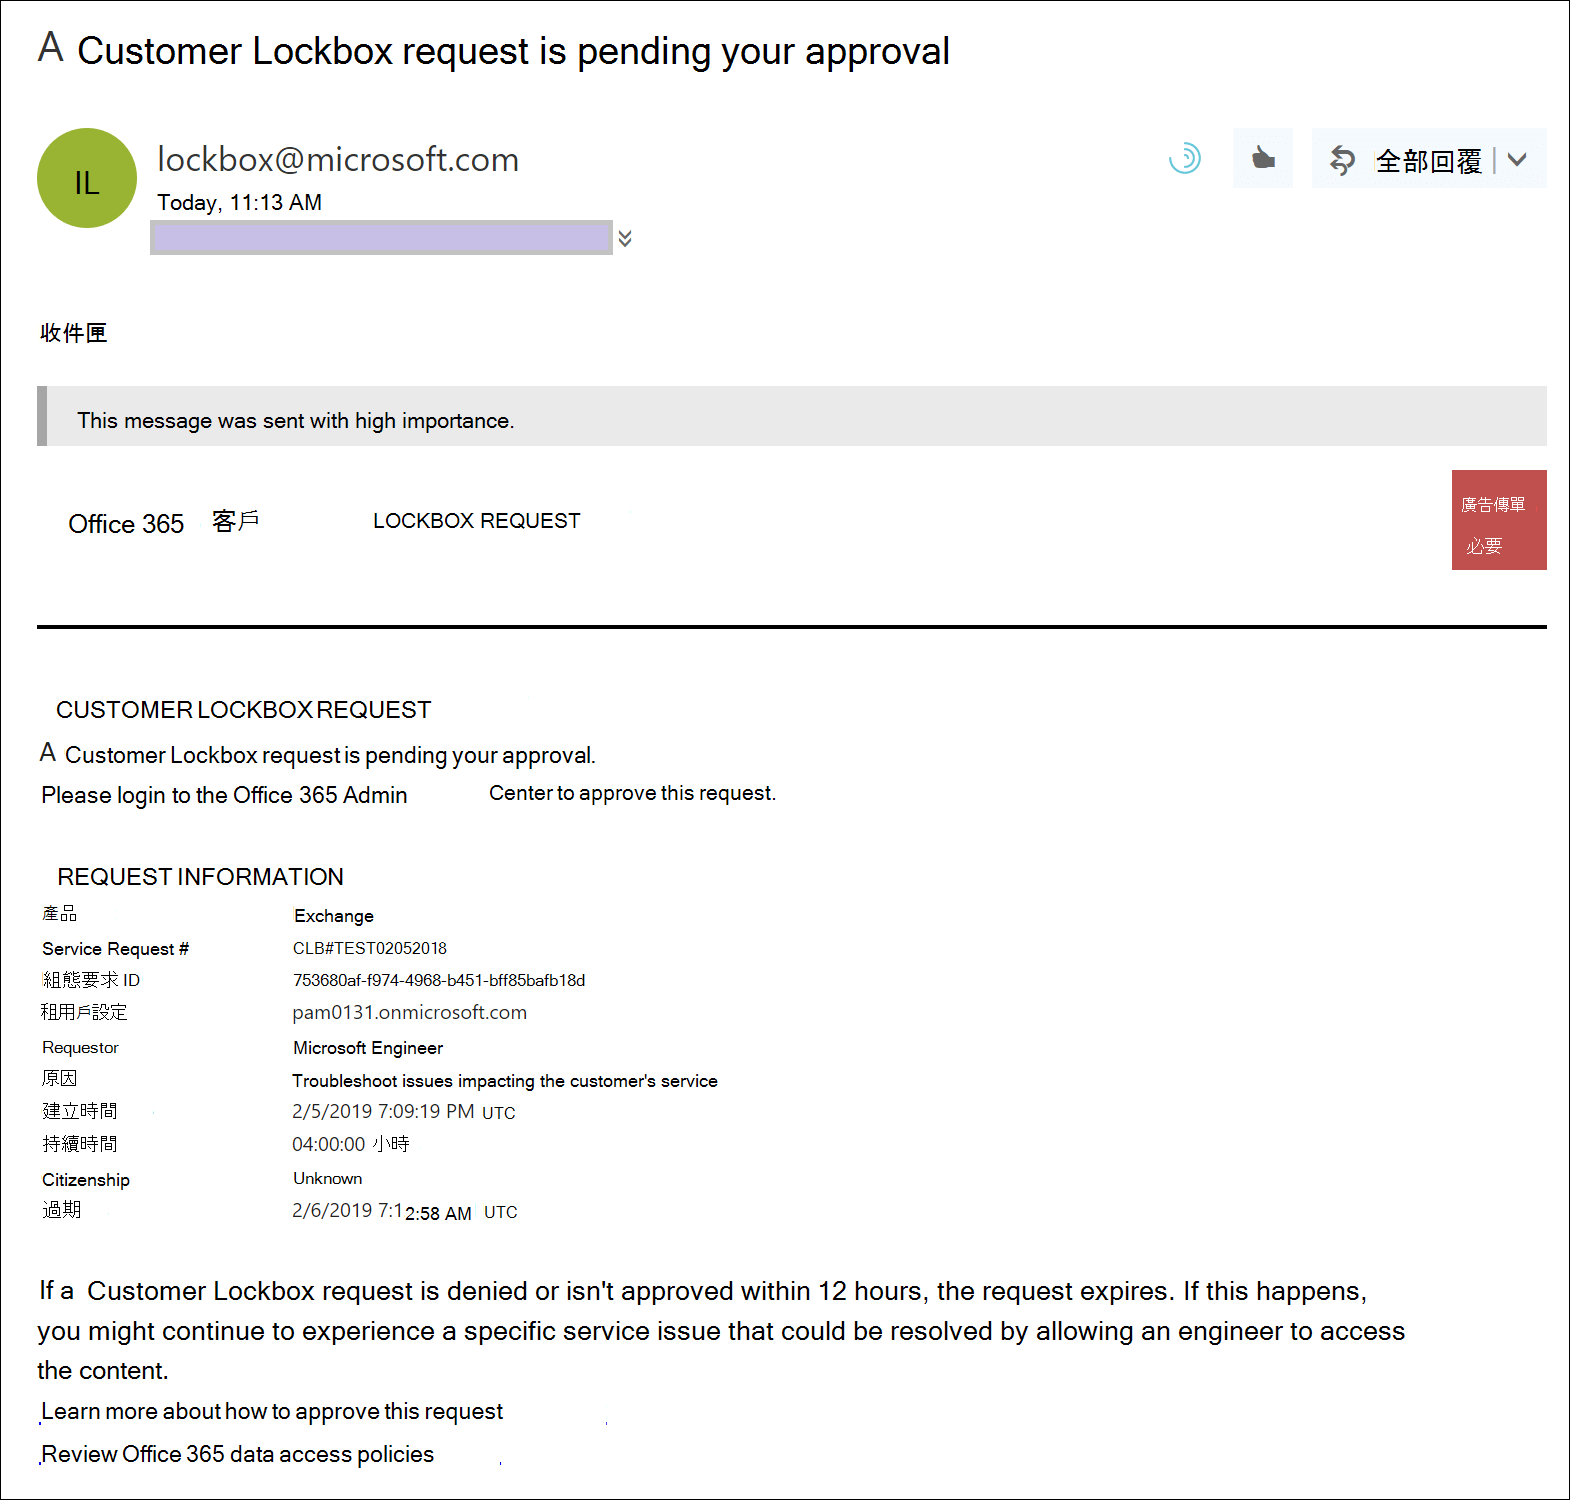 A Customer Lockbox request is pending your approval
IL
lockbox@microsoft.com
全部回覆
Today, 11:13 AM
收件匣
This message was sent with high importance.
Office 365 客戶 LOCKBOX REQUEST
廣告傳單
必要
CUSTOMER LOCKBOX REQUEST
A Customer Lockbox request is pending your approval.
Please login to the Office 365 Admin Center to approve this request.
REQUEST INFORMATION
產品 Exchange
Service Request # CLB#TEST02052018
組態要求 ID 753680af-f974-4968-b451-bff85bafb18d
租用戶設定 pam0131.onmicrosoft.com
Requestor Microsoft Engineer
原因 Troubleshoot issues impacting the customer's service
建立時間 2/5/2019 7:09:19 PM UTC
持續時間 04:00:00 小時
Citizenship Unknown
過期 2/6/2019 7:12:58 AM UTC
If a Customer Lockbox request is denied or isn't approved within 12 hours, the request expires. If this happens,
you might continue to experience a specific service issue that could be resolved by allowing an engineer to access
the content.
Learn more about how to approve this request
Review Office 365 data access policies